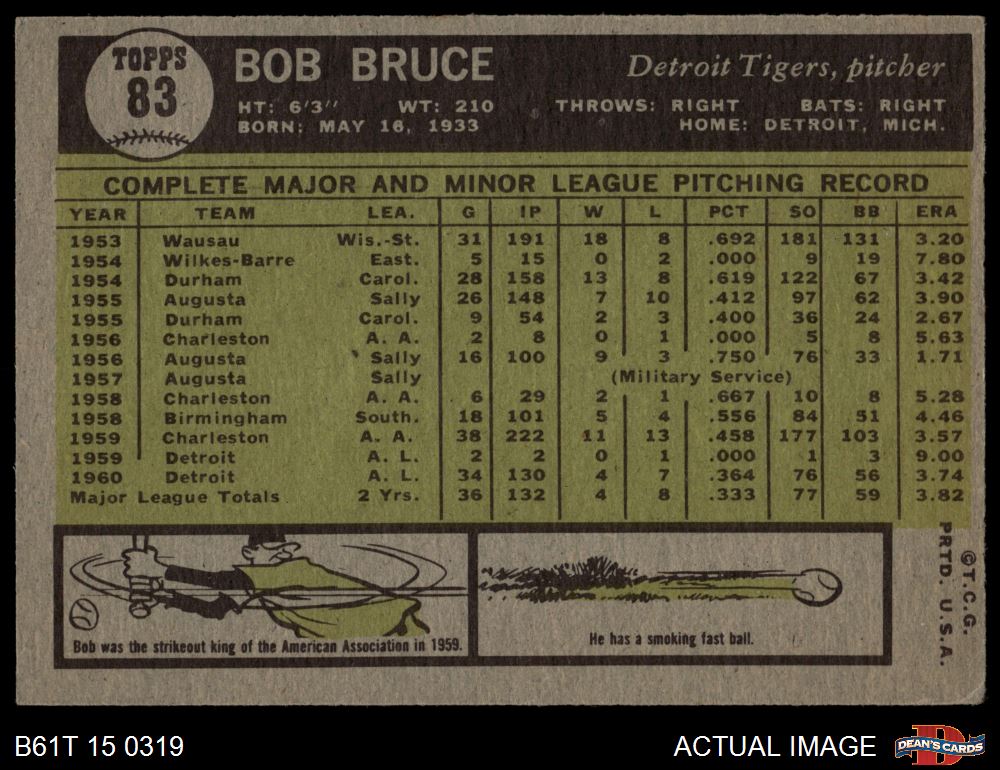 TOPPS
83
BOB BRUCE
Detroit Tigers, pitcher
HT: 6'3" WT: 210 THROWS: RIGHT BATS: RIGHT
BORN: MAY 16, 1933 HOME: DETROIT, MICH.
COMPLETE MAJOR AND MINOR LEAGUE PITCHING RECORD
YEAR TEAM LEA. G IP W L PCT SO BB ERA
1953 Wausau Wis.-St. 31 191 18 8 .692 181 131 3.20
1954 Wilkes-Barre East. 5 15 0 2 .000 9 19 7.80
1954 Durham Carol. 28 158 13 8 .619 122 67 3.42
1955 Augusta Sally 26 148 7 10 .412 97 62 3.90
1955 Durham Carol. 9 54 2 3 .400 36 24 2.67
1956 Charleston A. A. 2 8 0 1 .000 5 8 5.63
1956 Augusta Sally 16 100 9 3 .750 76 33 1.71
1957 Augusta Sally (Military Service)
1958 Charleston A. A. 6 29 2 1 .667 10 8 5.28
1958 Birmingham South. 18 101 5 4 .556 84 51 4.46
1959 Charleston A. A. 38 222 11 13 .458 177 103 3.57
1959 Detroit A. L. 2 2 0 1 .000 1 3 9.00
1960 Detroit A. L. 34 130 4 7 .364 76 56 3.74
Major League Totals 2 Yrs. 36 132 4 8 .333 77 59 3.82
Bob was the strikeout king of the American Association in 1959.
He has a smoking fast ball.
©T.C.G.
PRTD. U.S.A.
B61T 15 0319
ACTUAL IMAGE
DEAN'S CARDS